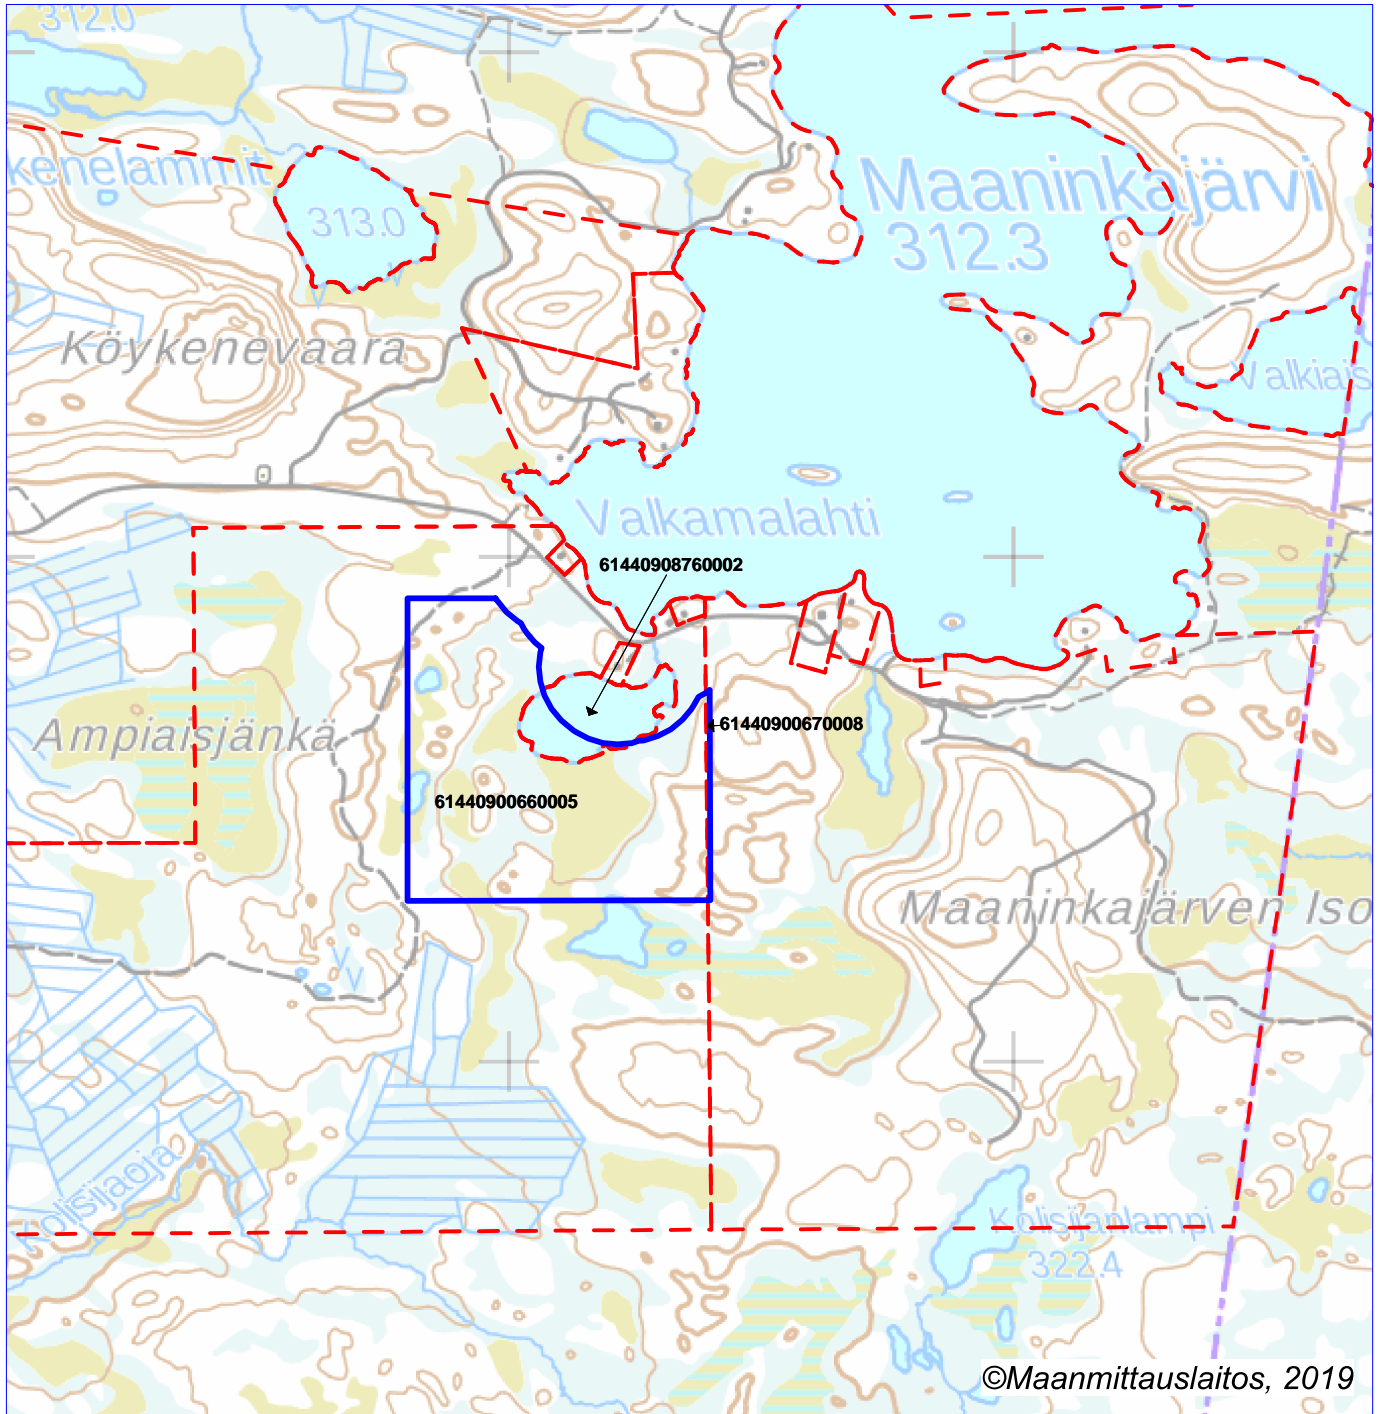 312.0
kenelammit
313.0
Maaninkajärvi
312.3
Köykenevaara
Valkiais
Valkamalahti
61440908760002
61440900670008
Ampiaisjänkä
61440900660005
Maaninkajärven Iso
Kolisijaoja
Kolisijanlampi
322.4
©Maanmittauslaitos, 2019